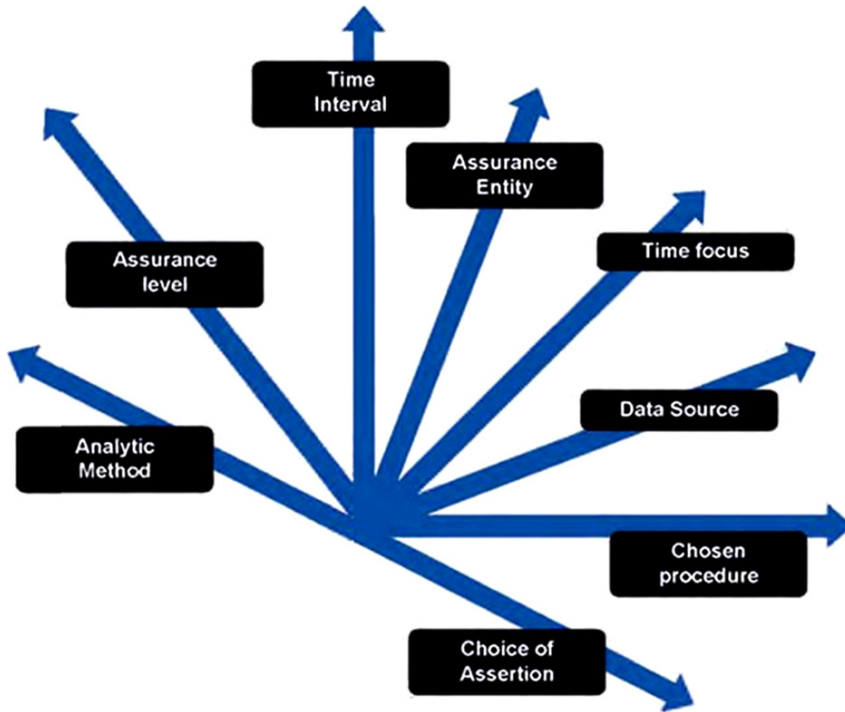 Time
Interval
Assurance
Entity
Time focus
Assurance
level
Data Source
Analytic
Method
Chosen
procedure
Choice of
Assertion